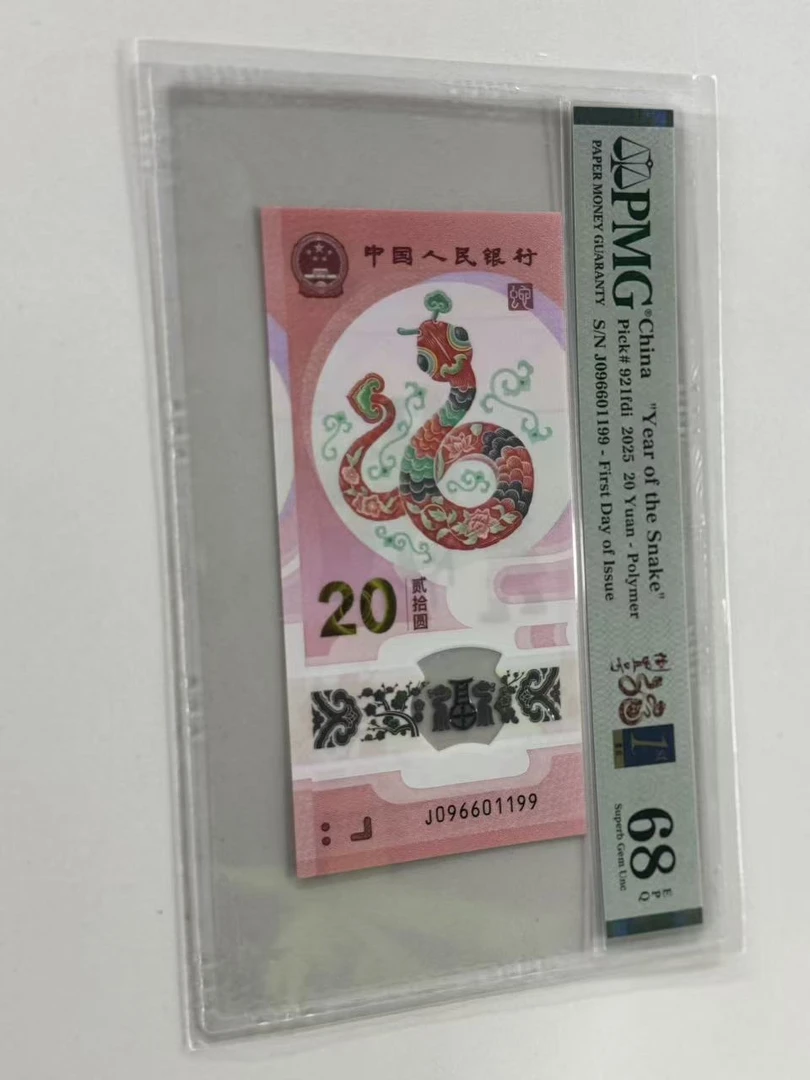 PMG
PAPER MONEY GUARANTY
China "Year of the Snake"
Pick# 921fdi 2025 20 Yuan - Polymer
S/N J096601199 - First Day of Issue
1st
68 EPQ
Superb Gem Unc
中国人民银行
20
贰拾圆
J096601199